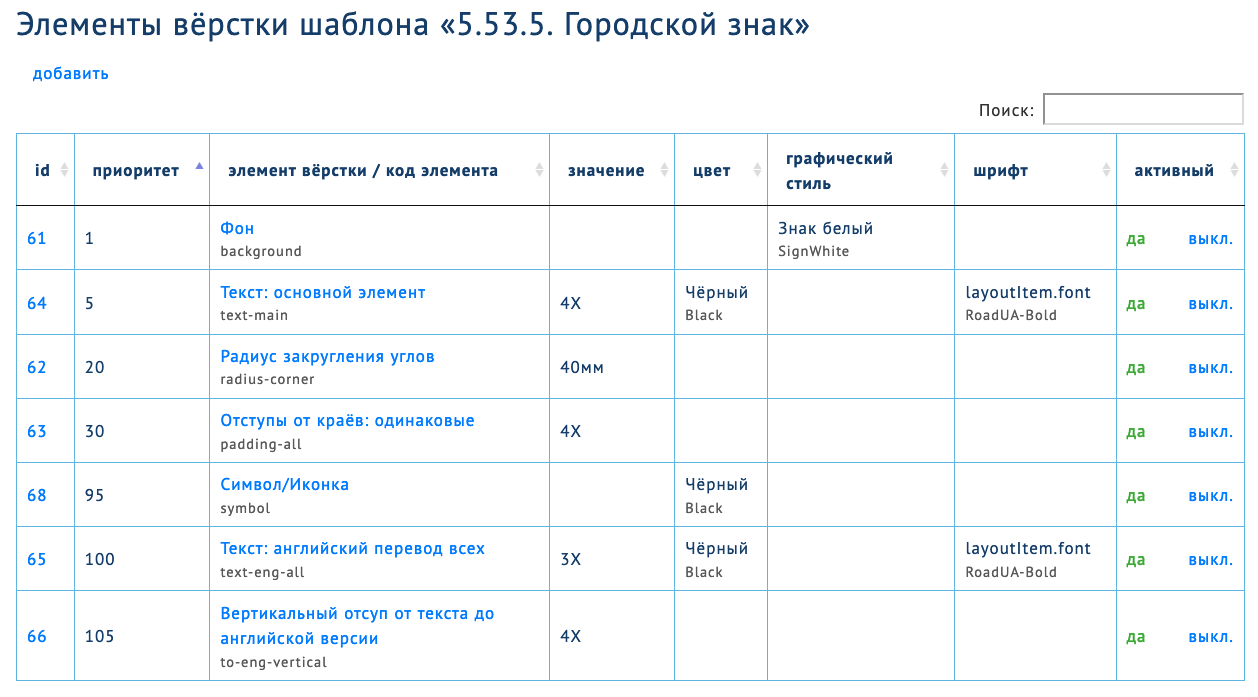 Элементы вёрстки шаблона «5.53.5. Городской знак»
добавить
Поиск:
id приоритет элемент вёрстки / код элемента значение цвет графический стиль шрифт активный
61 1 Фон Знак белый да выкл.
background SignWhite
64 5 Текст: основной элемент 4X Чёрный layoutItem.font да выкл.
text-main Black RoadUA-Bold
62 20 Радиус закругления углов 40мм да выкл.
radius-corner
63 30 Отступы от краёв: одинаковые 4X да выкл.
padding-all
68 95 Символ/Иконка Чёрный да выкл.
symbol Black
65 100 Текст: английский перевод всех 3X Чёрный layoutItem.font да выкл.
text-eng-all Black RoadUA-Bold
66 105 Вертикальный отсуп от текста до 4X да выкл.
английской версии
to-eng-vertical